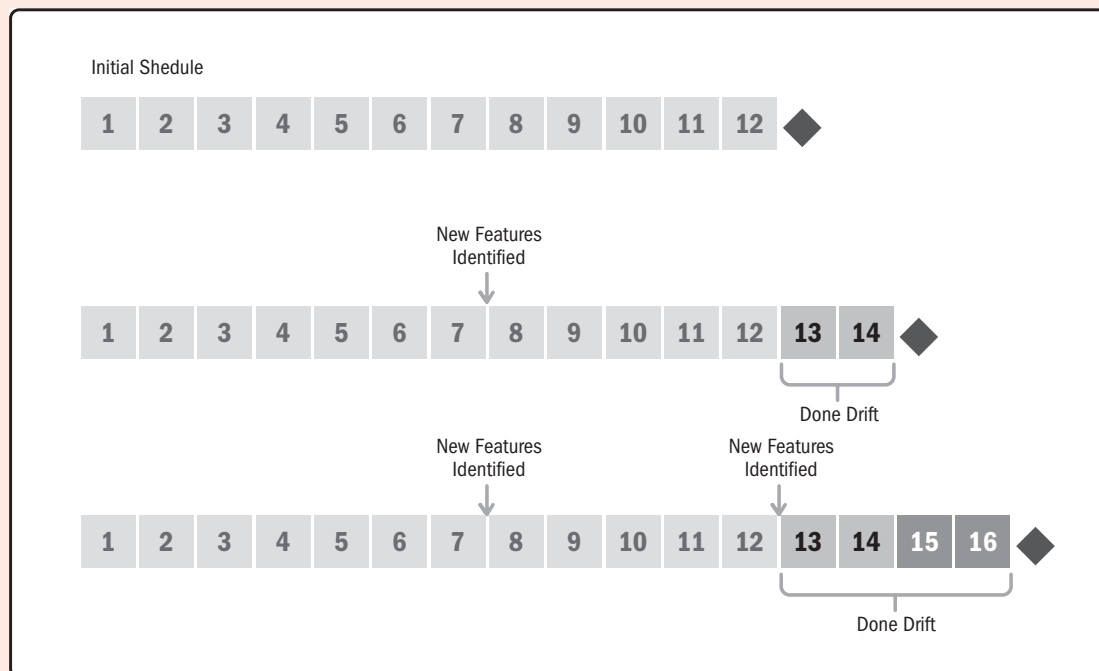 Initial Shedule
1 2 3 4 5 6 7 8 9 10 11 12
New Features
Identified
1 2 3 4 5 6 7 8 9 10 11 12 13 14
Done Drift
New Features
Identified
New Features
Identified
1 2 3 4 5 6 7 8 9 10 11 12 13 14 15 16
Done Drift